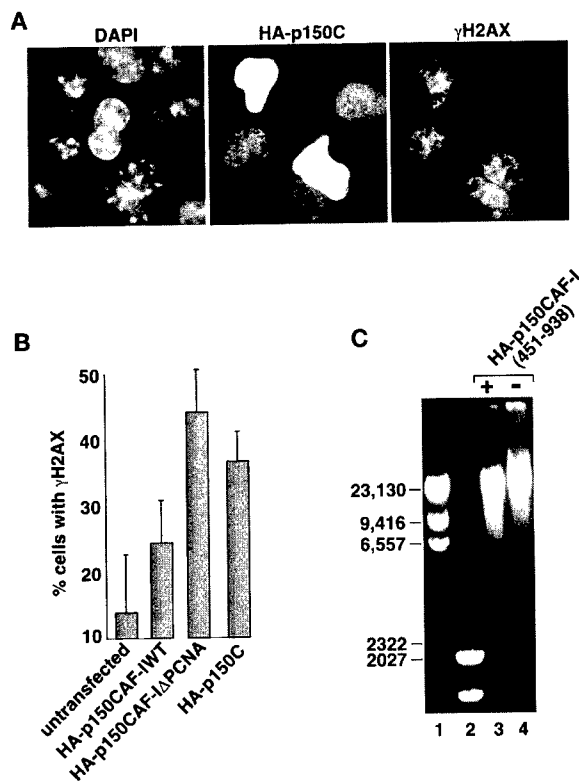 A
DAPI
HA-p150C
γH2AX
B
% cells with γH2AX
50
40
30
20
10
untransfected
HA-p150CAF-IWT
HA-p150CAF-IΔPCNA
HA-p150C
C
HA-p150CAF-I
(451-938)
+ -
23,130
9,416
6,557
2322
2027
1 2 3 4